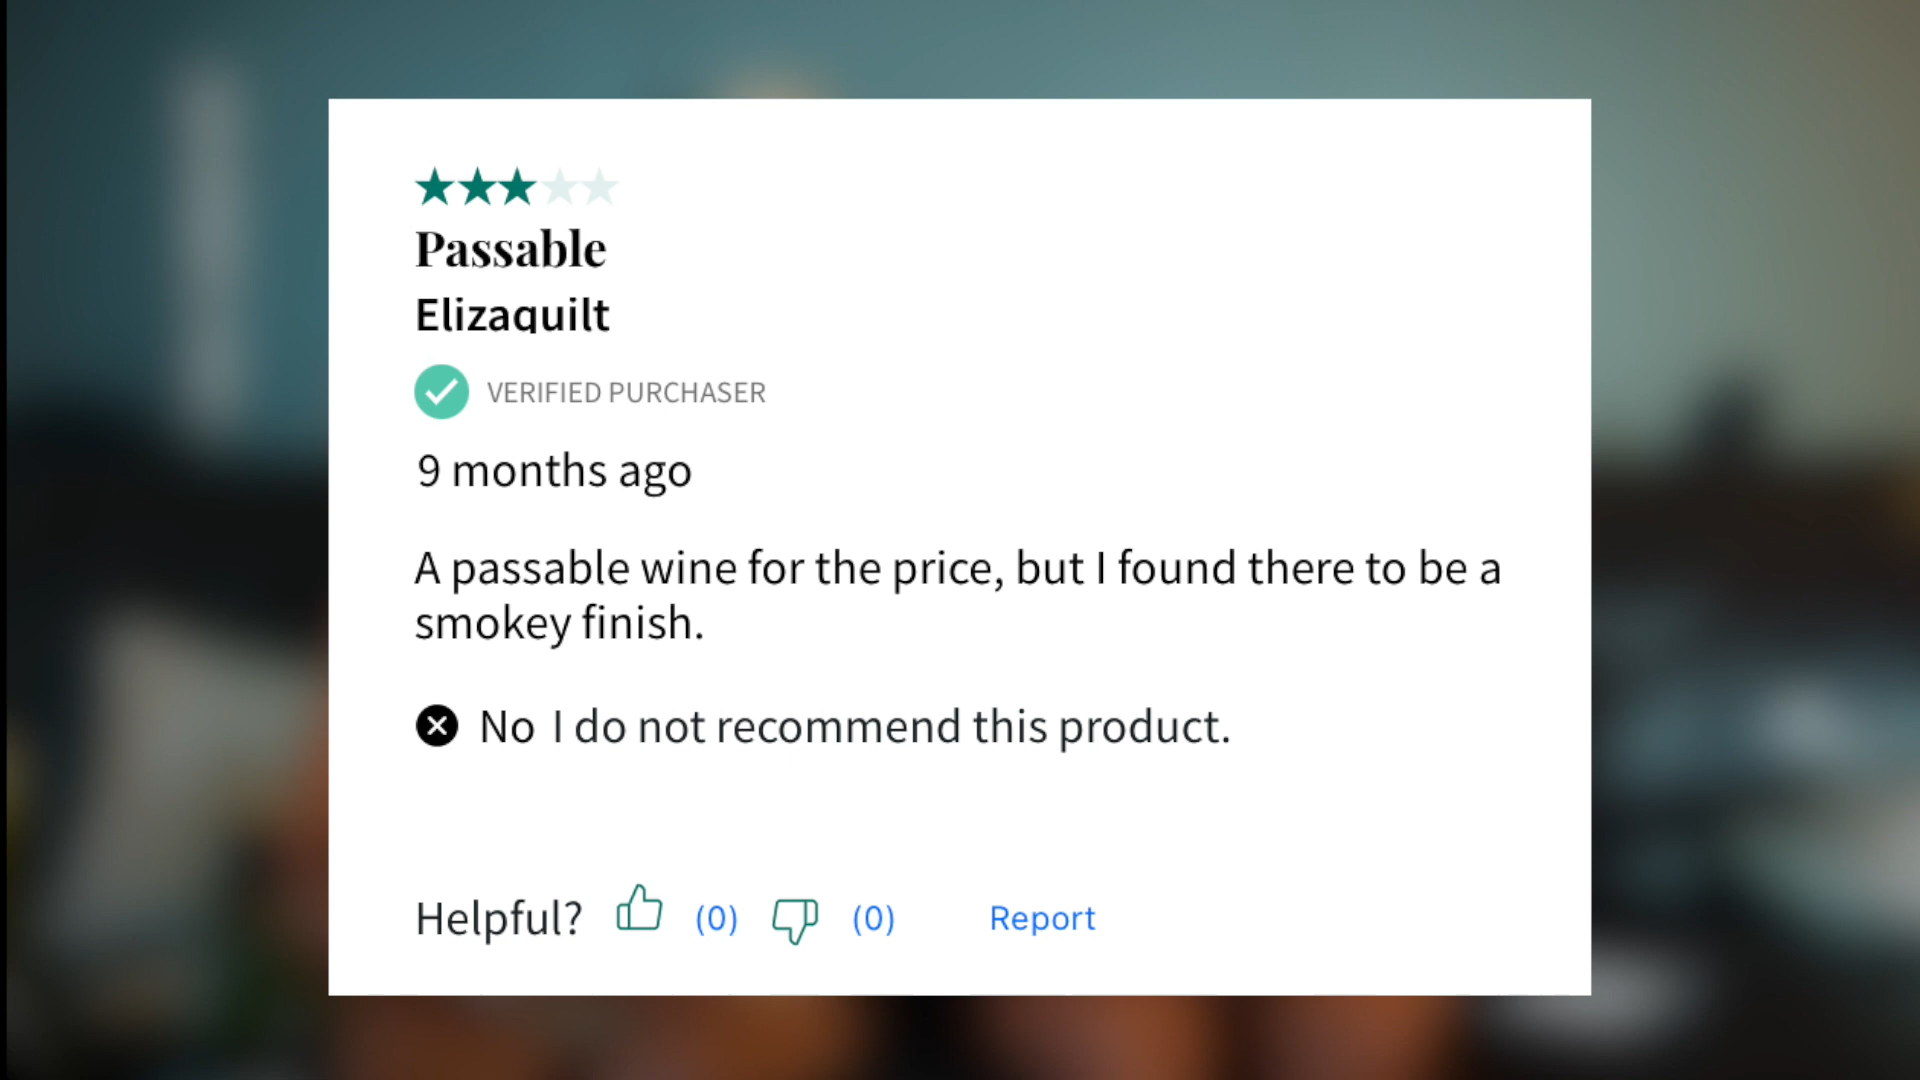 Passable
Elizaquilt
VERIFIED PURCHASER
9 months ago
A passable wine for the price, but I found there to be a
smokey finish.
No I do not recommend this product.
Helpful? (0) (0) Report